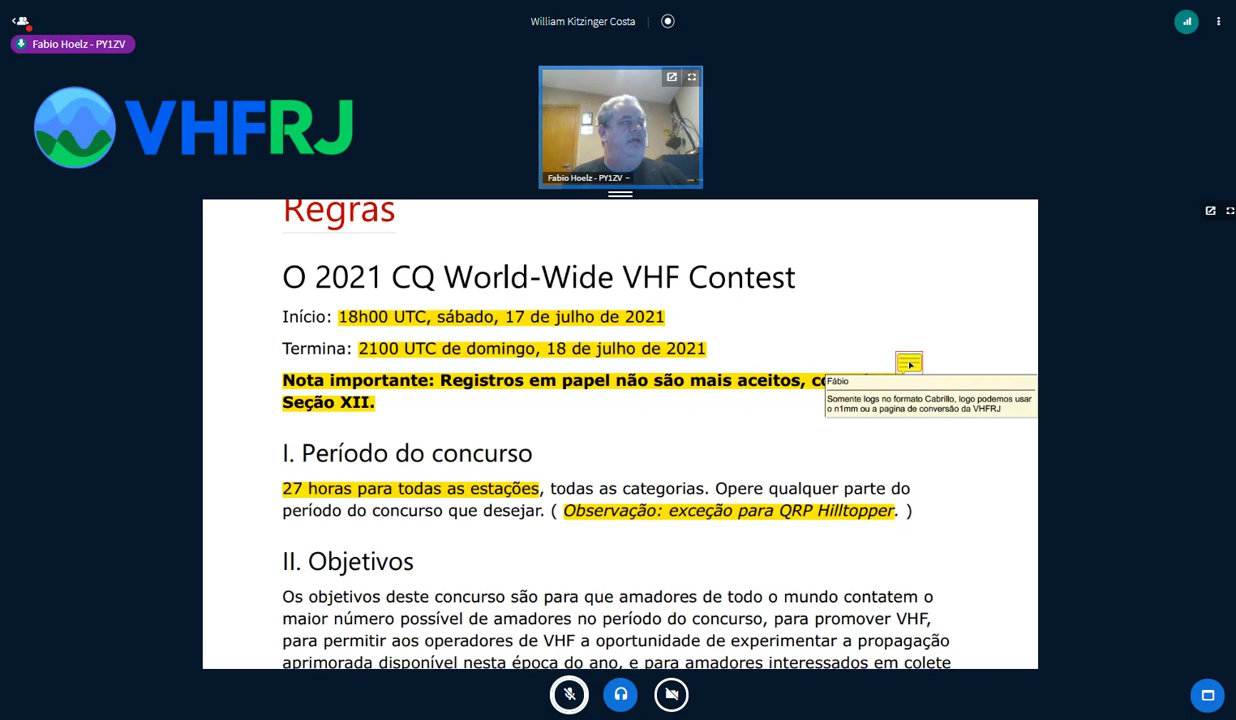 William Kitzinger Costa
Fabio Hoelz - PY1ZV
VHFRJ
Fabio Hoelz - PY1ZV
Regras
O 2021 CQ World-Wide VHF Contest
Início: 18h00 UTC, sábado, 17 de julho de 2021
Termina: 2100 UTC de domingo, 18 de julho de 2021
Nota importante: Registros em papel não são mais aceitos,
Seção XII.
Fábio
Somente logs no formato Cabrillo, logo podemos usar
o n1mm ou a pagina de conversão da VHFRJ
I. Período do concurso
27 horas para todas as estações, todas as categorias. Opere qualquer parte do
período do concurso que desejar. ( Observação: exceção para QRP Hilltopper. )
II. Objetivos
Os objetivos deste concurso são para que amadores de todo o mundo contatem o
maior número possível de amadores no período do concurso, para promover VHF,
para permitir aos operadores de VHF a oportunidade de experimentar a propagação
aprimorada disponível nesta época do ano, e para amadores interessados em colete